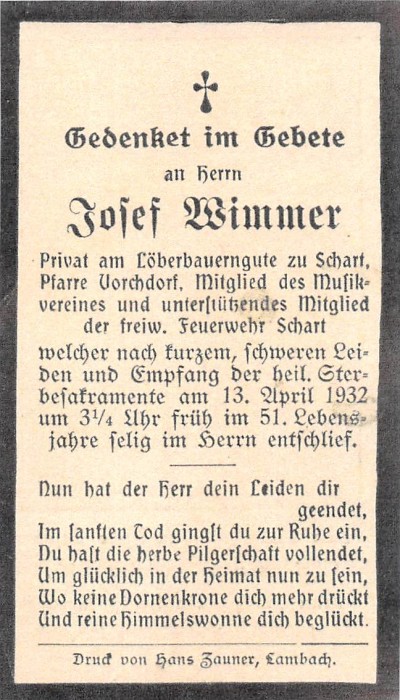 Gedenket im Gebete
an Herrn
Josef Wimmer
Privat am Löberbauerngute zu Schart,
Pfarre Vorchdorf, Mitglied des Musik-
vereines und unterstützendes Mitglied
der freiw. Feuerwehr Schart
welcher nach kurzem, schweren Lei-
den und Empfang der heil. Ster-
besakramente am 13. April 1932
um 3¼ Uhr früh im 51. Lebens-
jahre selig im Herrn entschlief.
Nun hat der Herr dein Leiden dir
geendet,
Im sanften Tod gingst du zur Ruhe ein,
Du hast die herbe Pilgerschaft vollendet,
Um glücklich in der Heimat nun zu sein,
Wo keine Dornenkrone dich mehr drückt
Und reine Himmelswonne dich beglückt.
Druck von Hans Zauner, Lambach.